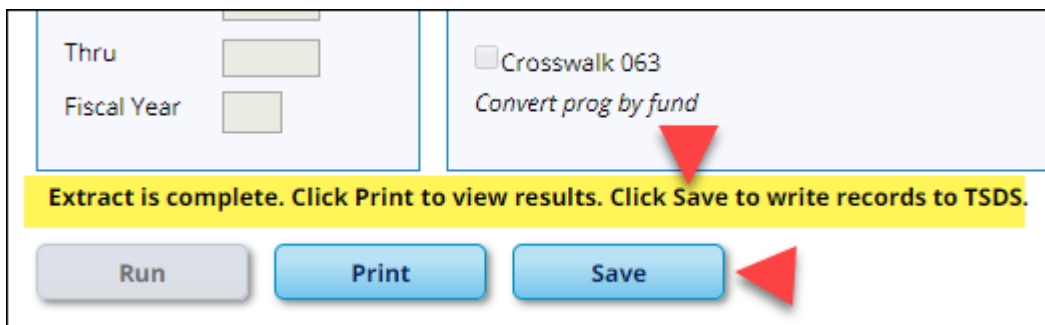 Thru
Crosswalk 063
Fiscal Year
Convert prog by fund
Extract is complete. Click Print to view results. Click Save to write records to TSDS.
Run
Print
Save